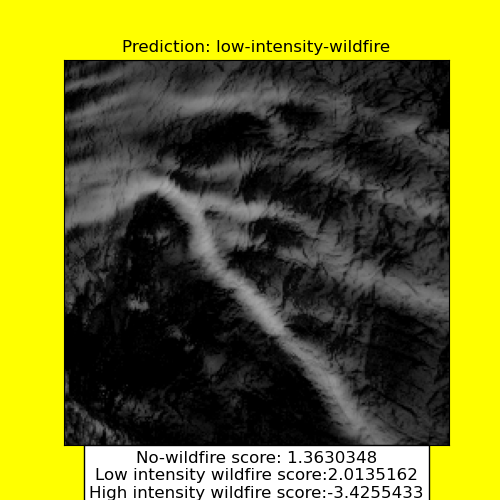 Prediction: low-intensity-wildfire
No-wildfire score: 1.3630348
Low intensity wildfire score:2.0135162
High intensity wildfire score:-3.4255433